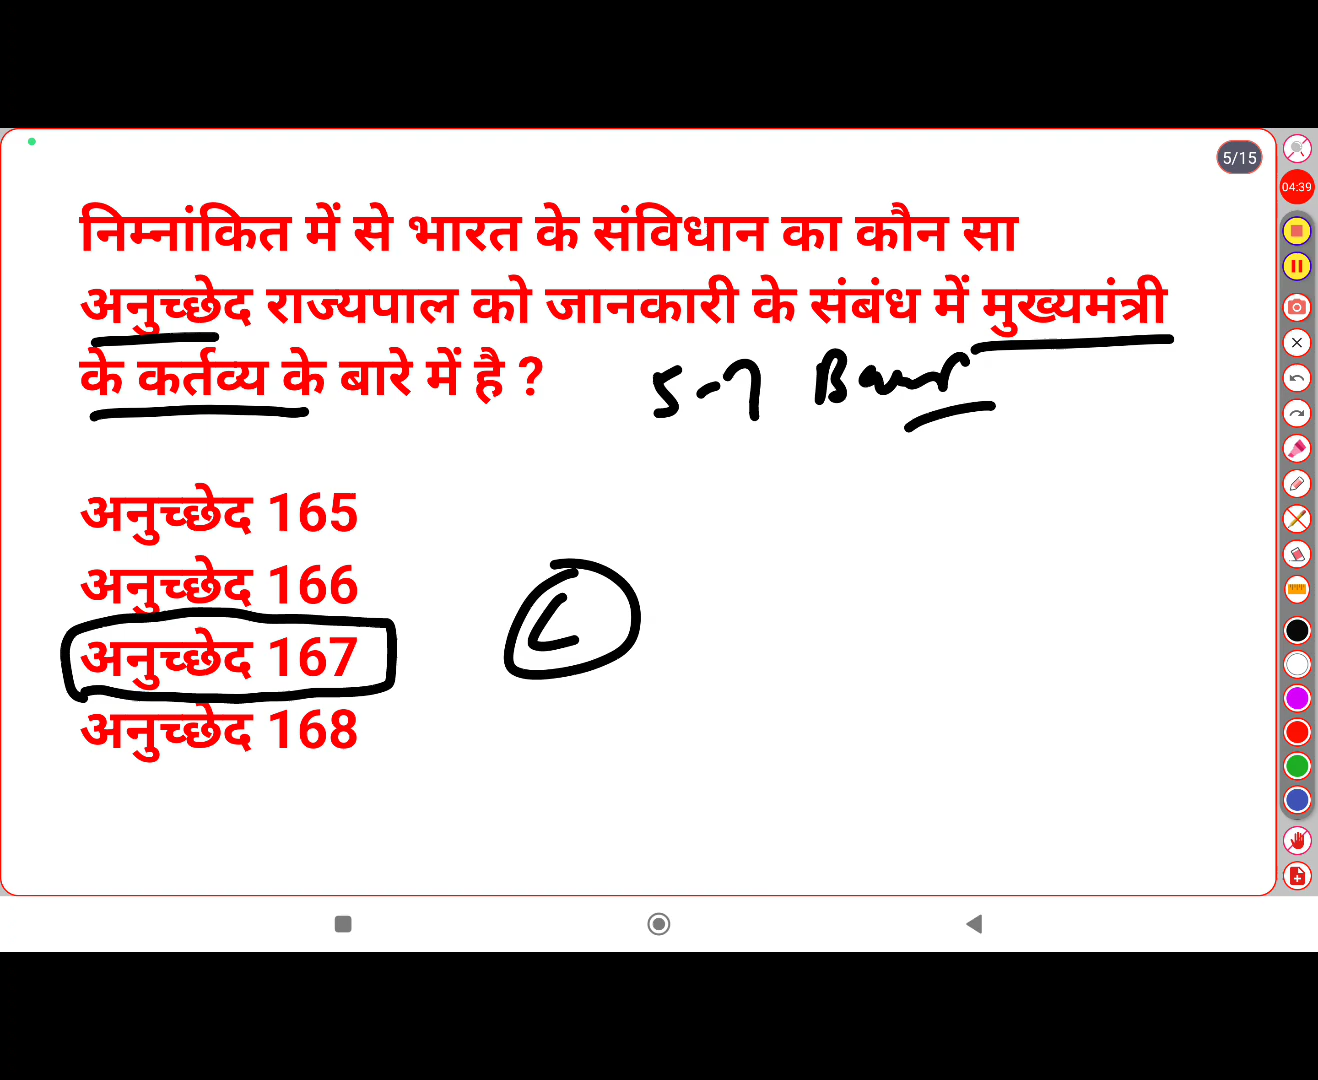 5/15
04:39
निम्नांकित में से भारत के संविधान का कौन सा
अनुच्छेद राज्यपाल को जानकारी के संबंध में मुख्यमंत्री
के कर्तव्य के बारे में है ?
5-7
अनुच्छेद 165
अनुच्छेद 166
अनुच्छेद 167
C
अनुच्छेद 168